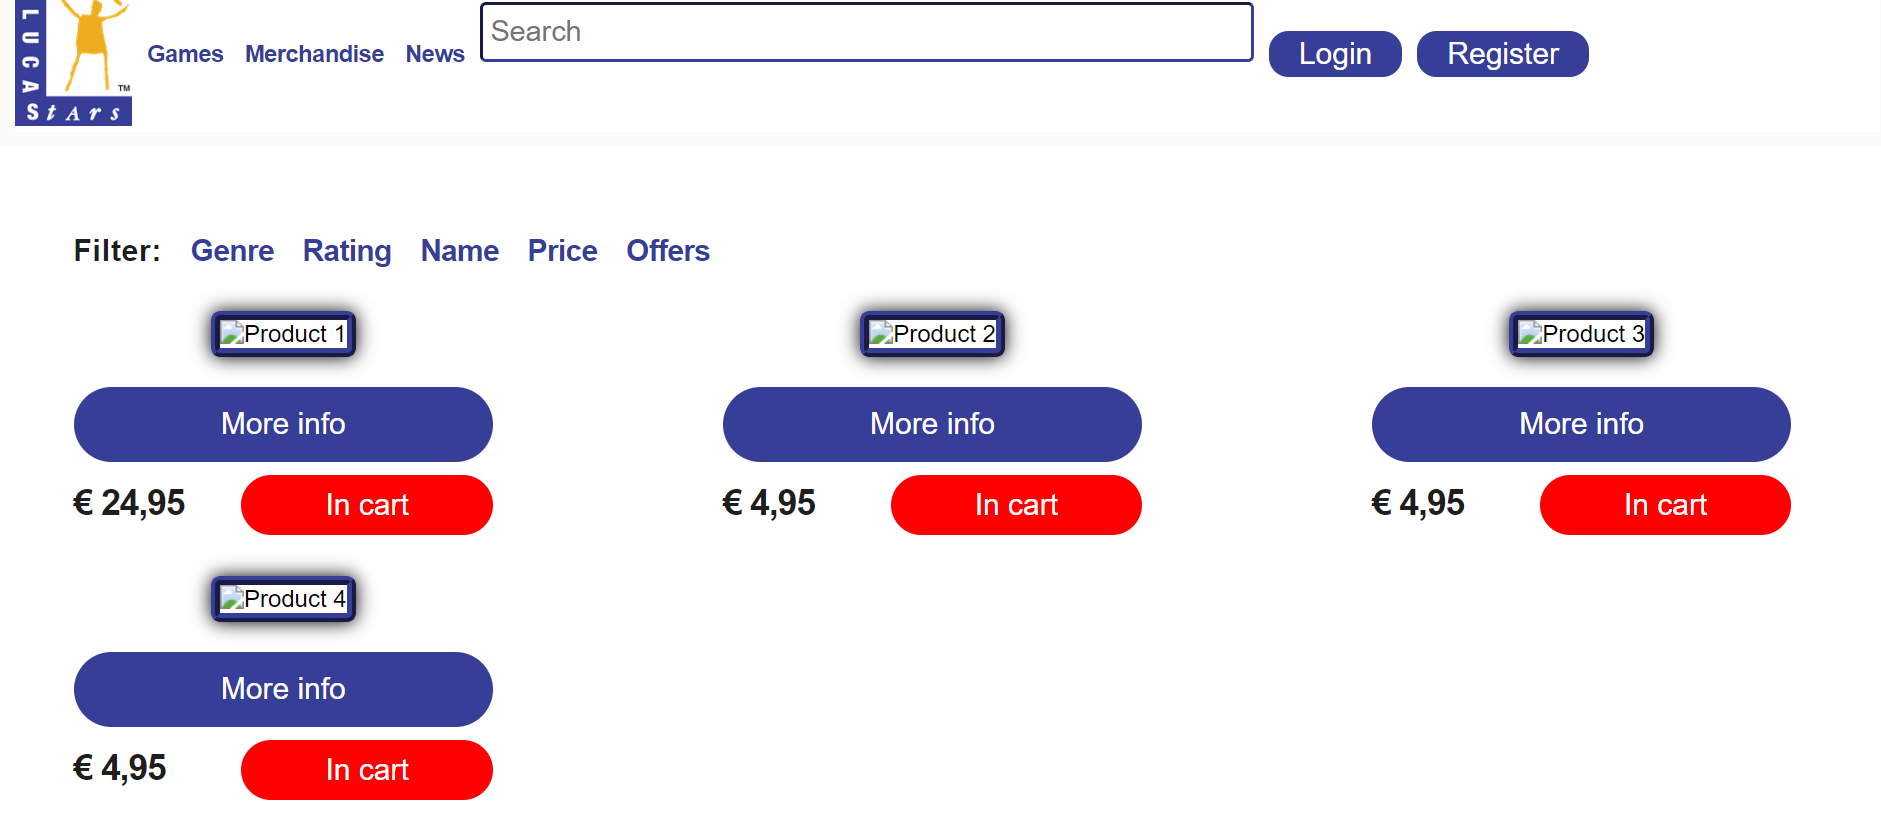 LUCAS tArs ™
Games Merchandise News Search Login Register
Filter: Genre Rating Name Price Offers
Product 1 Product 2 Product 3
More info More info More info
€ 24,95 In cart € 4,95 In cart € 4,95 In cart
Product 4
More info
€ 4,95 In cart